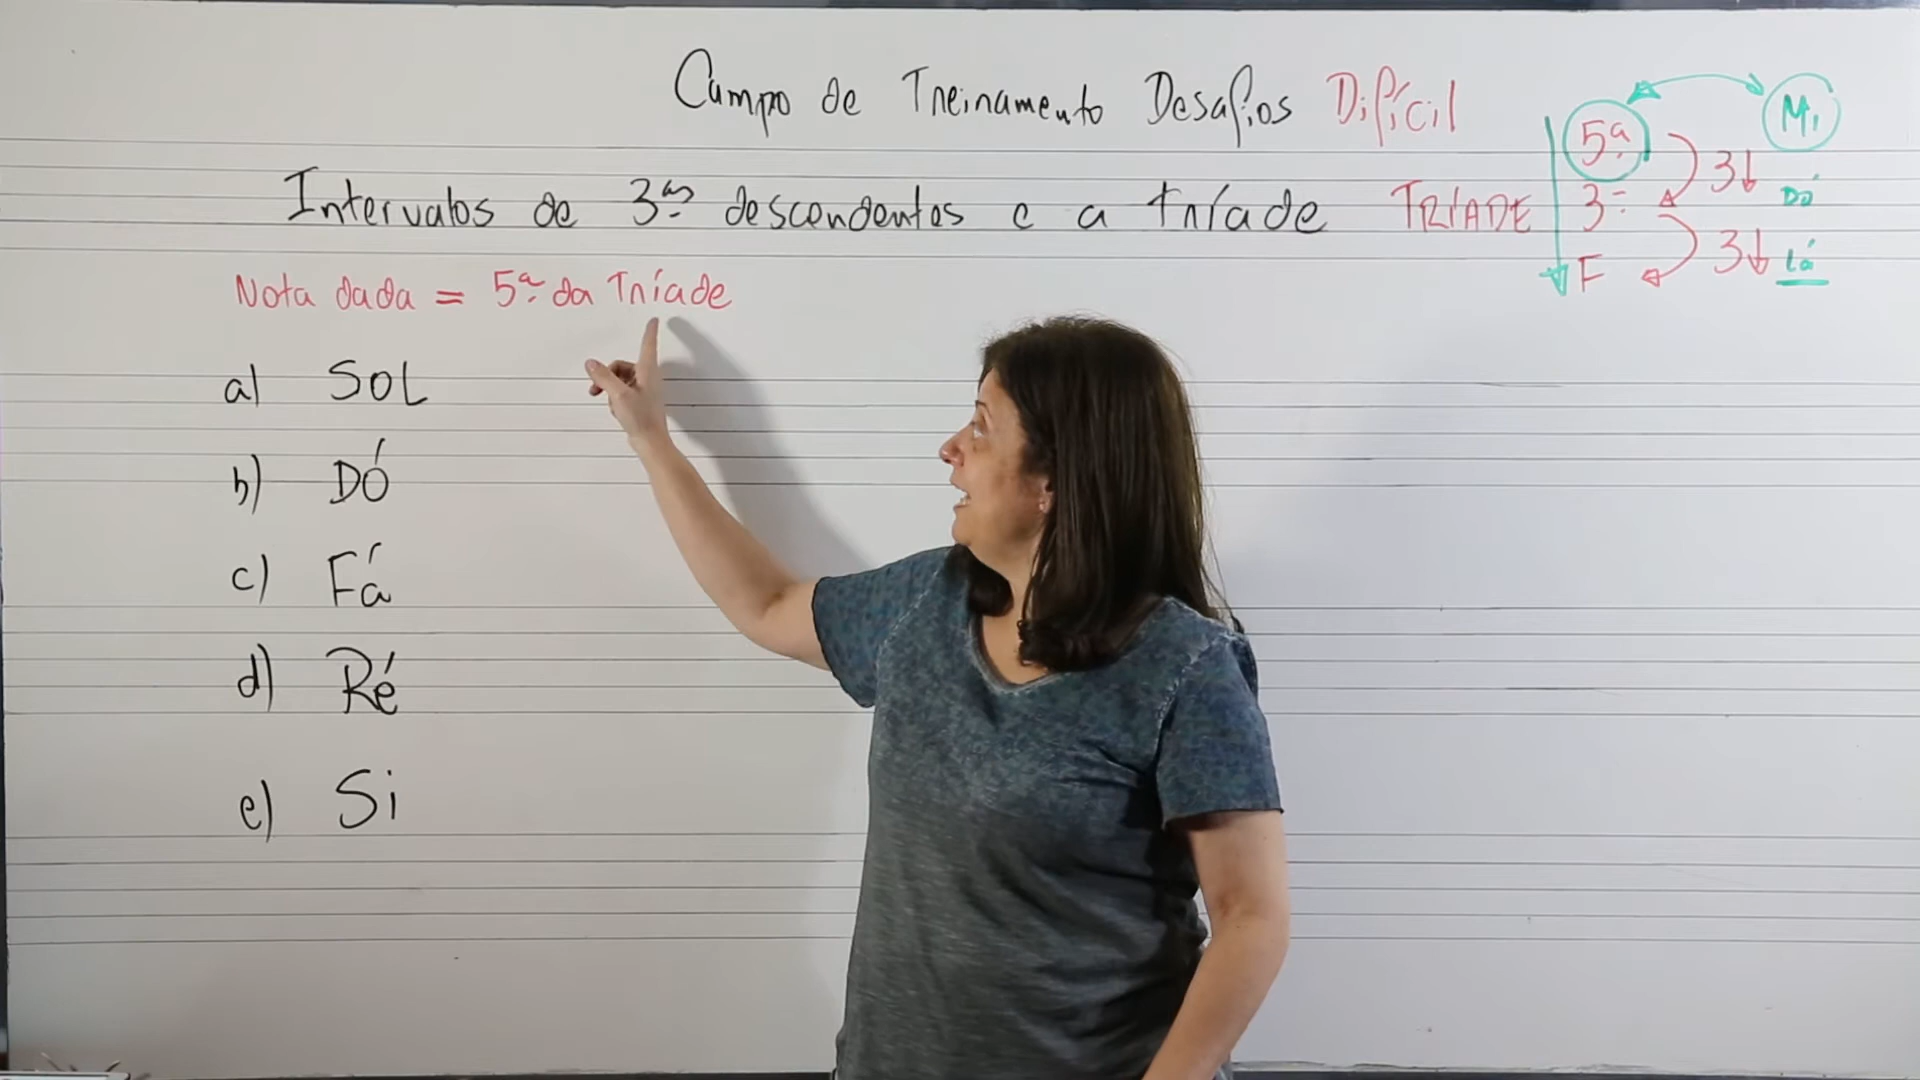 Campo de Treinamento Desafios Difícil
Intervalos de 3ªs descendentes e a tríade
TRÍADE
5ª 3↓ Mi
3ª Dó
F 3↓ Lá
Nota dada = 5ª da Tríade
a) SOL
b) DÓ
c) Fá
d) Ré
e) Si